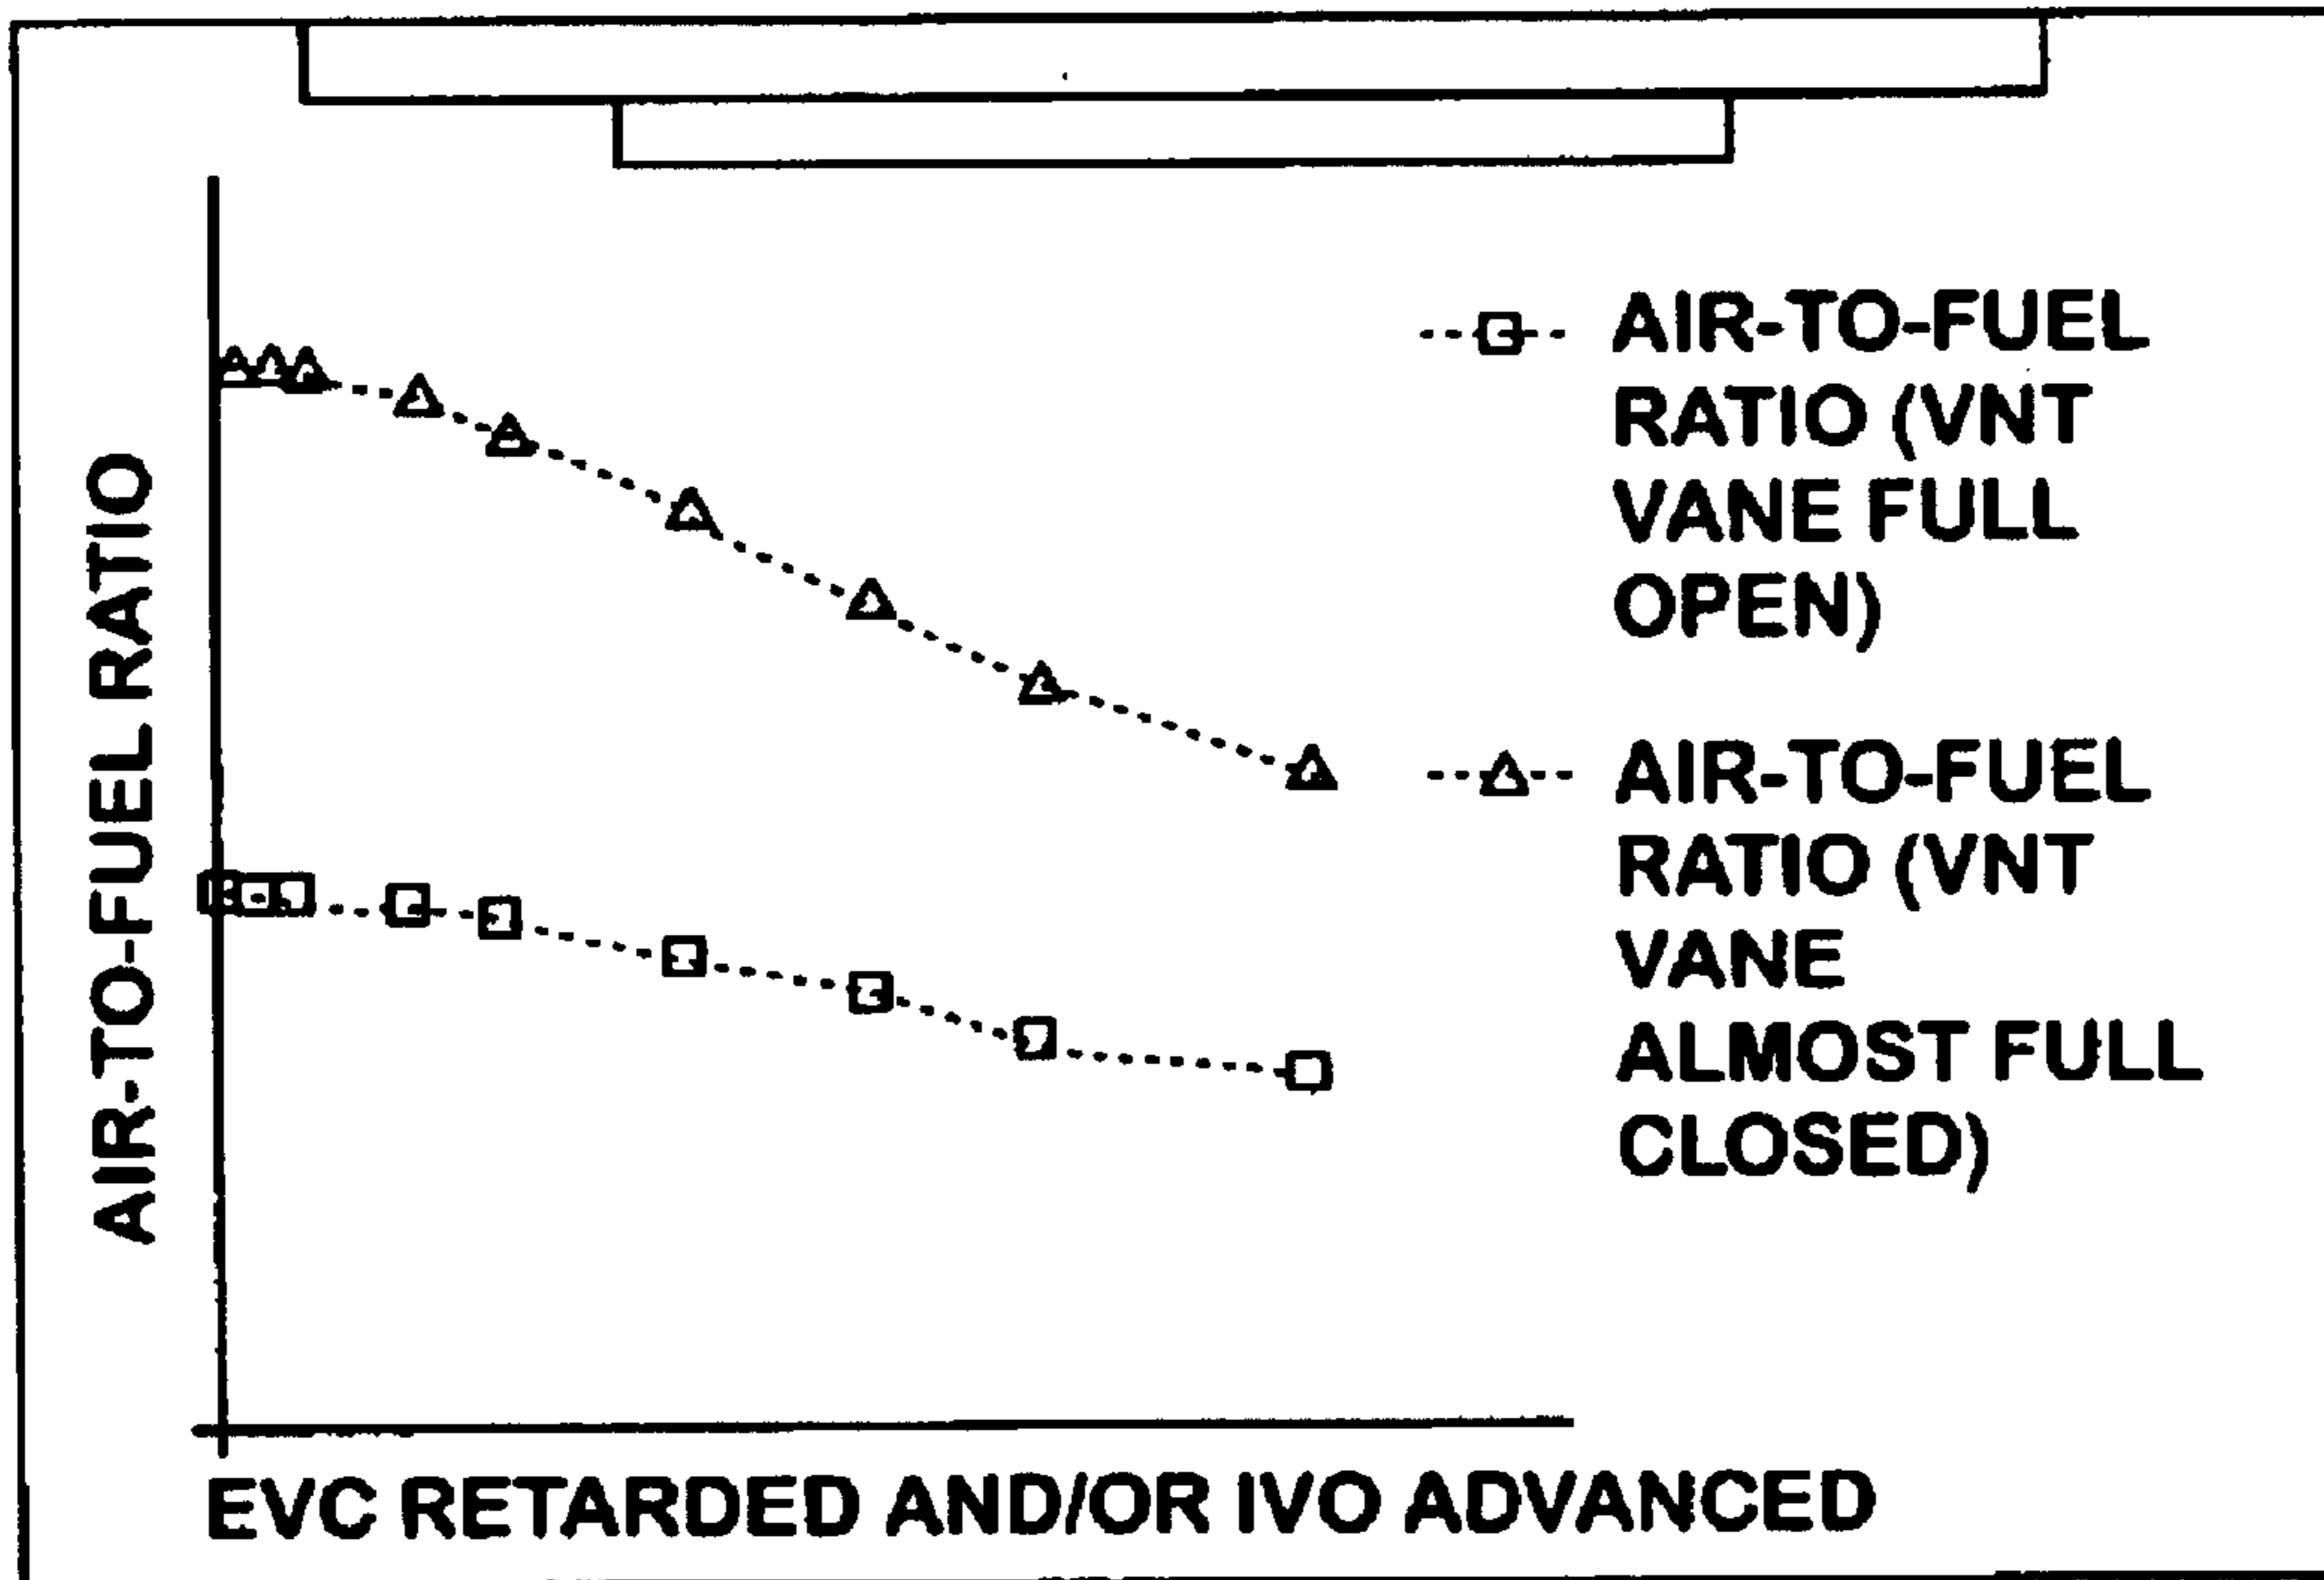 AIR-TO-FUEL RATIO
AIR-TO-FUEL
RATIO (VNT
VANE FULL
OPEN)
AIR-TO-FUEL
RATIO (VNT
VANE
ALMOST FULL
CLOSED)
EVC RETARDED AND/OR IVO ADVANCED